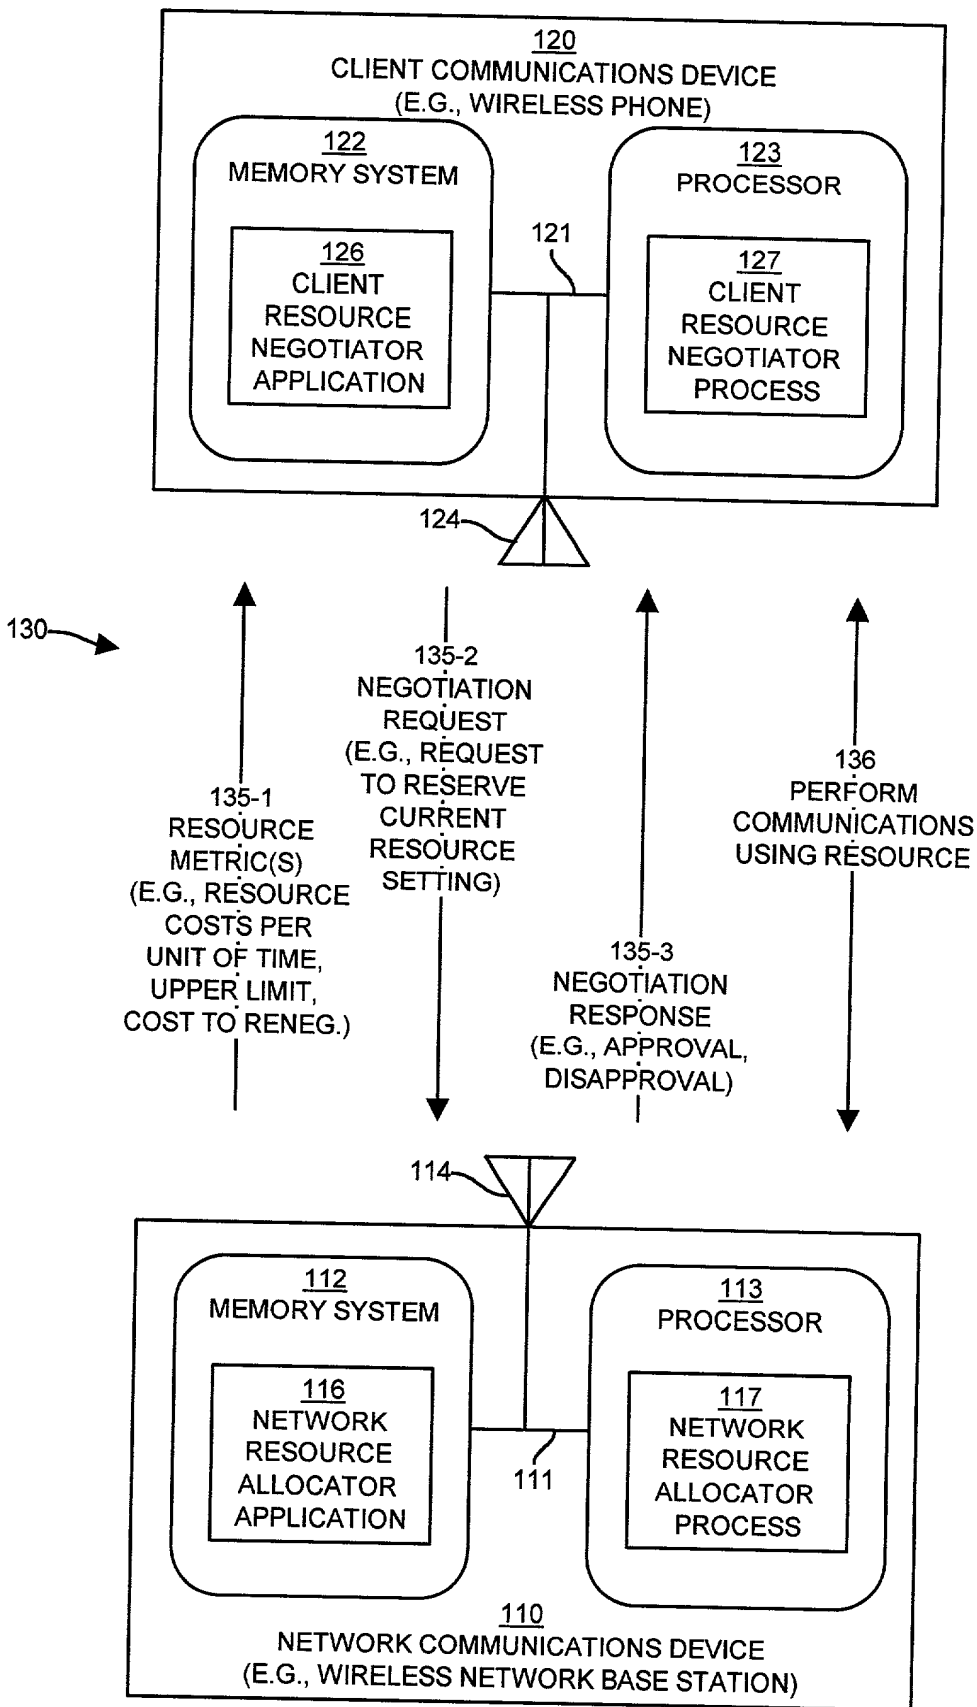 120
CLIENT COMMUNICATIONS DEVICE
(E.G., WIRELESS PHONE)
122
MEMORY SYSTEM
126
CLIENT
RESOURCE
NEGOTIATOR
APPLICATION
121
123
PROCESSOR
127
CLIENT
RESOURCE
NEGOTIATOR
PROCESS
124
130
135-1
RESOURCE
METRIC(S)
(E.G., RESOURCE
COSTS PER
UNIT OF TIME,
UPPER LIMIT,
COST TO RENEG.)
135-2
NEGOTIATION
REQUEST
(E.G., REQUEST
TO RESERVE
CURRENT
RESOURCE
SETTING)
135-3
NEGOTIATION
RESPONSE
(E.G., APPROVAL,
DISAPPROVAL)
136
PERFORM
COMMUNICATIONS
USING RESOURCE
114
112
MEMORY SYSTEM
116
NETWORK
RESOURCE
ALLOCATOR
APPLICATION
111
113
PROCESSOR
117
NETWORK
RESOURCE
ALLOCATOR
PROCESS
110
NETWORK COMMUNICATIONS DEVICE
(E.G., WIRELESS NETWORK BASE STATION)